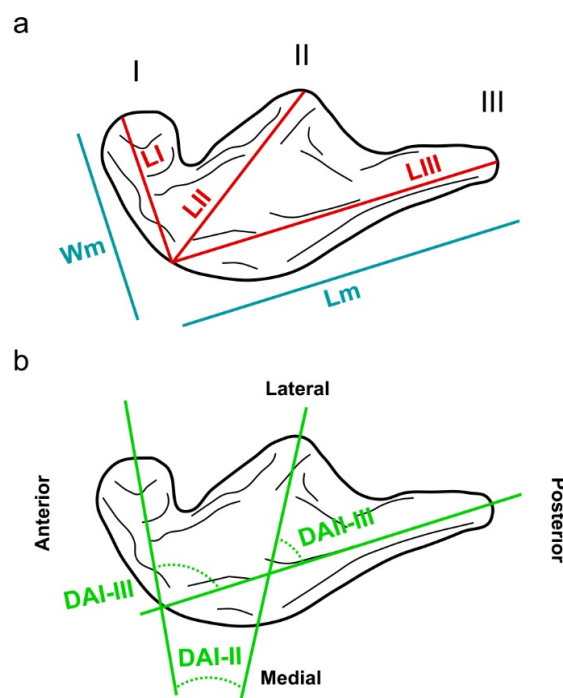 a
I
II
III
LI
LII
LIII
Wm
Lm
b
Lateral
Anterior
Posterior
DAI-III
DAII-III
DAI-II
Medial